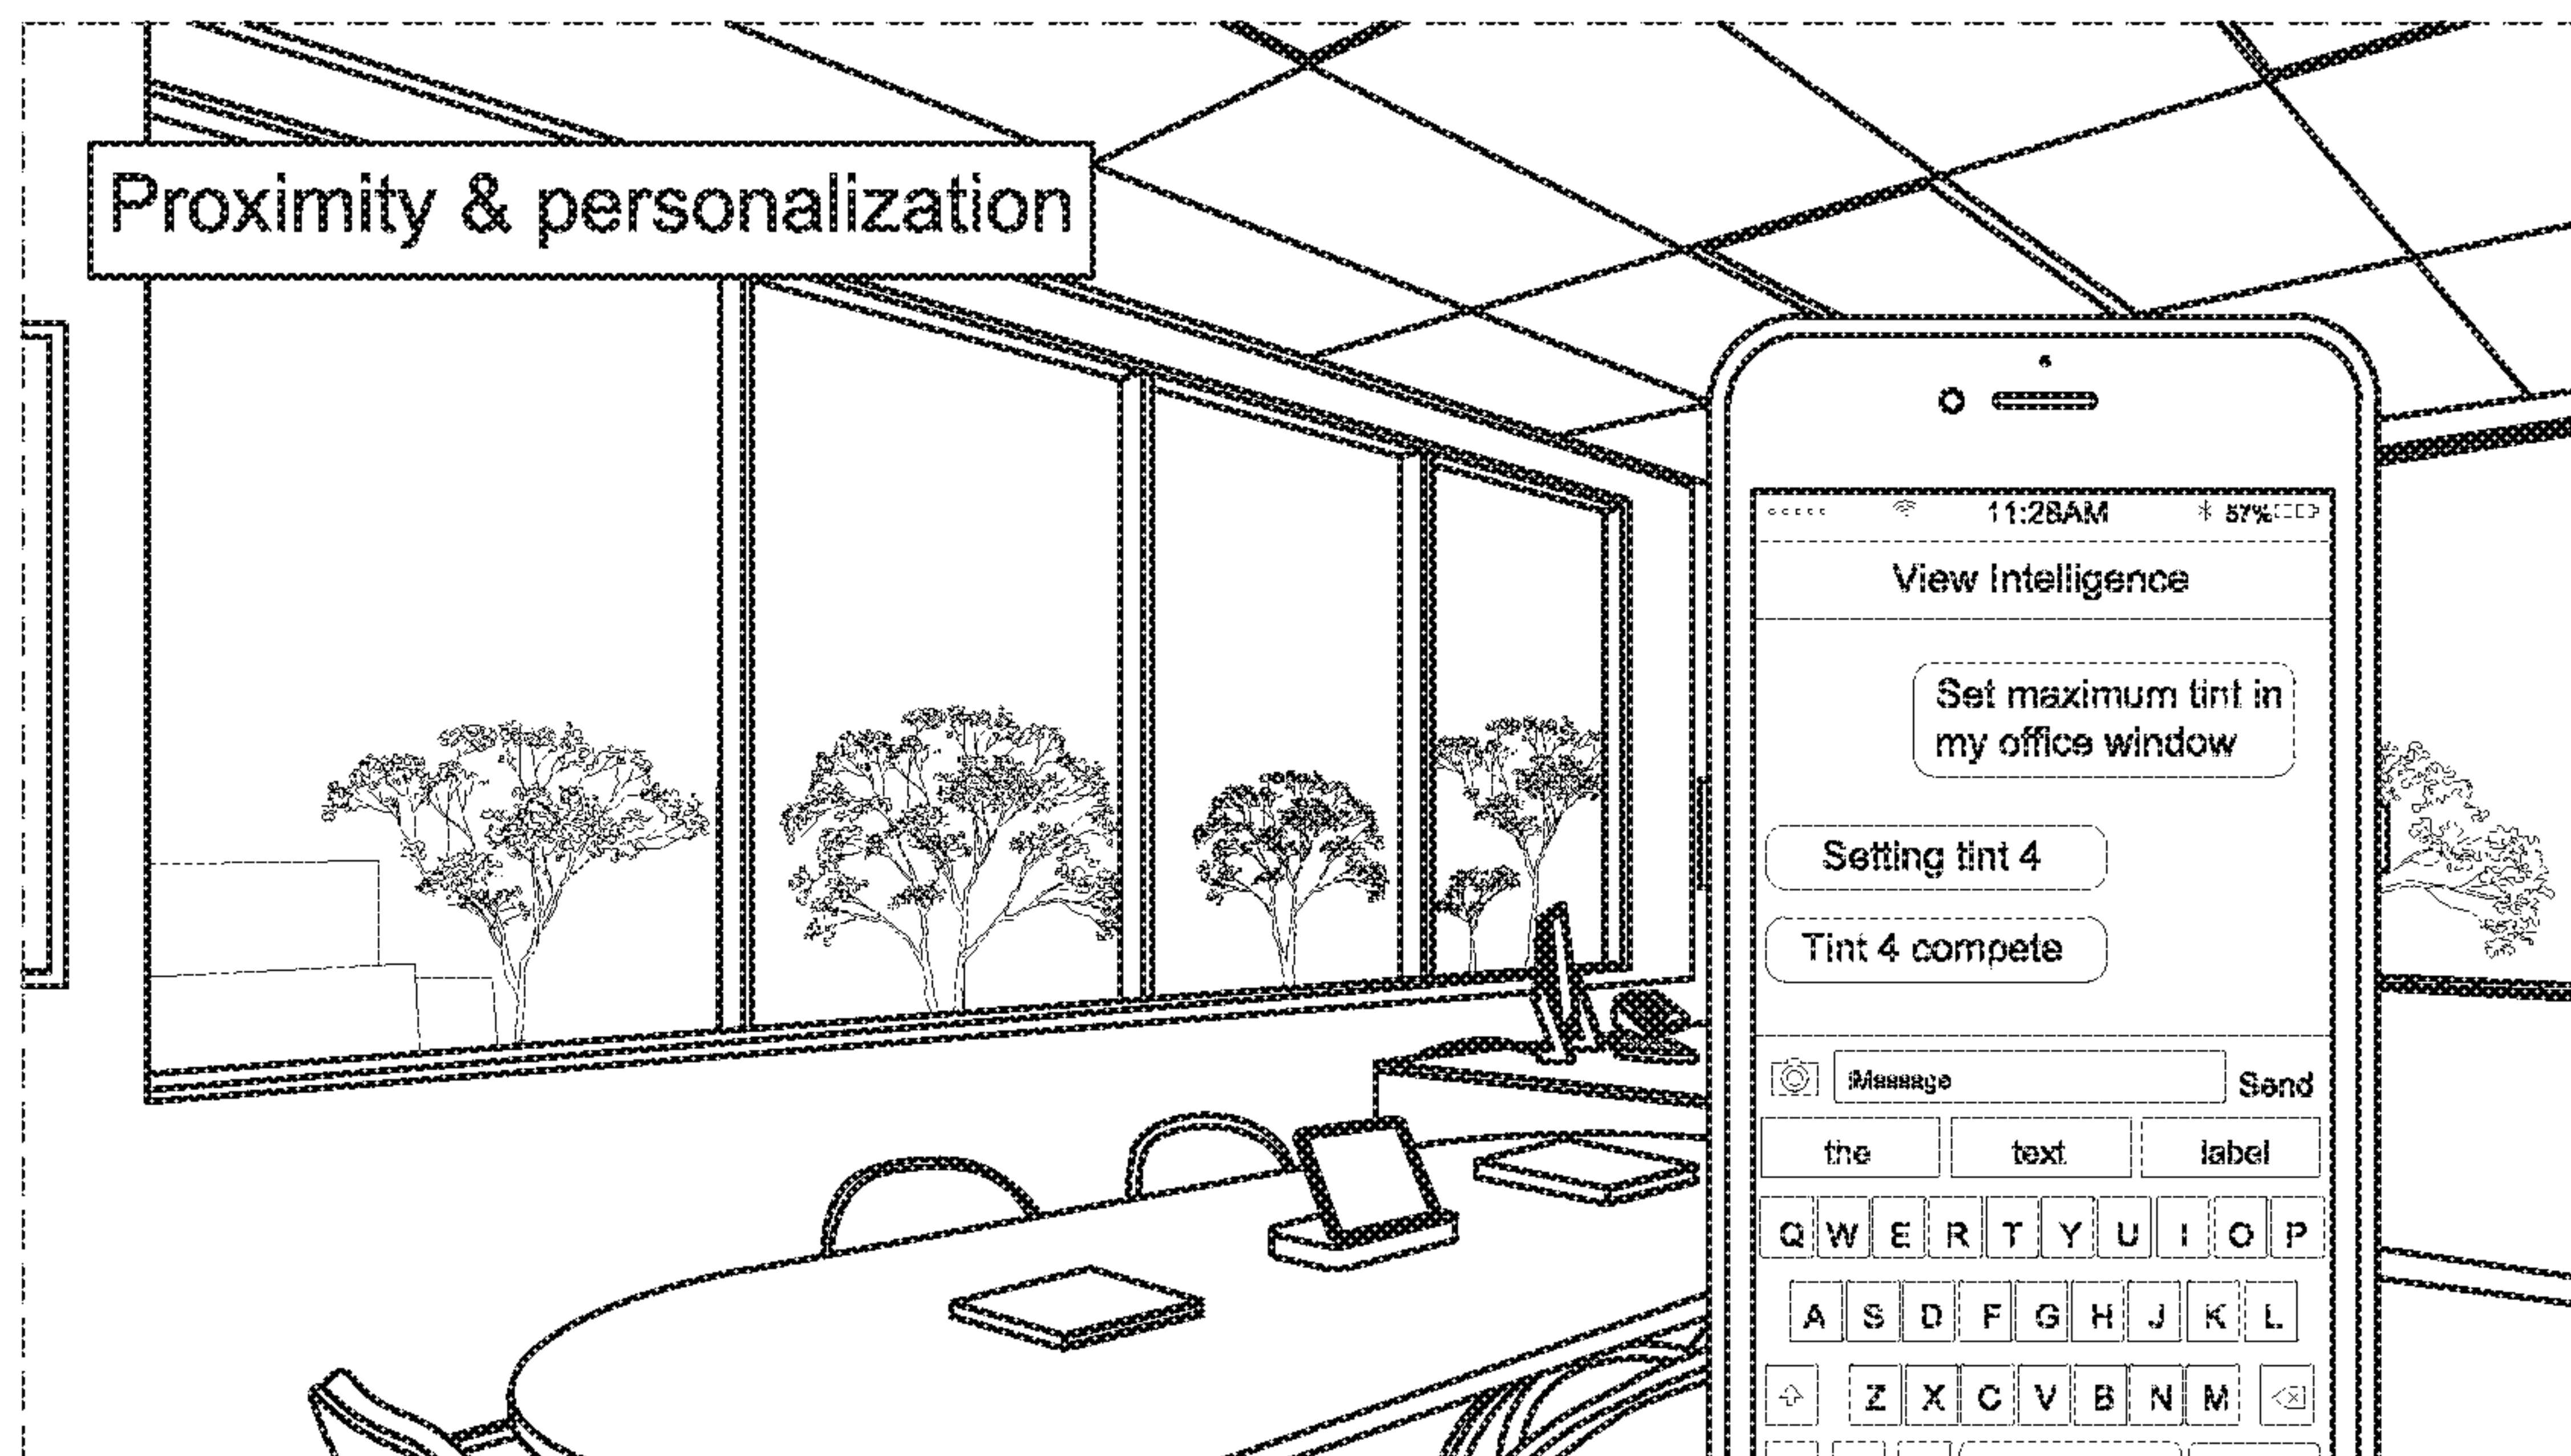 Proximity & personalization
11:28AM 57%
View Intelligence
Set maximum tint in
my office window
Setting tint 4
Tint 4 compete
iMessage Send
the text label
Q W E R T Y U I O P
A S D F G H J K L
Z X C V B N M